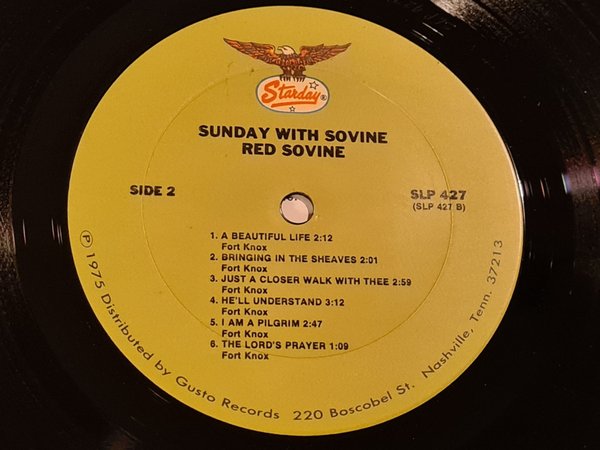 Starday®
SUNDAY WITH SOVINE
RED SOVINE
SIDE 2
SLP 427
(SLP 427 B)
1. A BEAUTIFUL LIFE 2:12
Fort Knox
2. BRINGING IN THE SHEAVES 2:01
Fort Knox
3. JUST A CLOSER WALK WITH THEE 2:59
Fort Knox
4. HE'LL UNDERSTAND 3:12
Fort Knox
5. I AM A PILGRIM 2:47
Fort Knox
6. THE LORD'S PRAYER 1:09
Fort Knox
Ⓟ 1975 Distributed by Gusto Records 220 Boscobel St. Nashville, Tenn. 37213